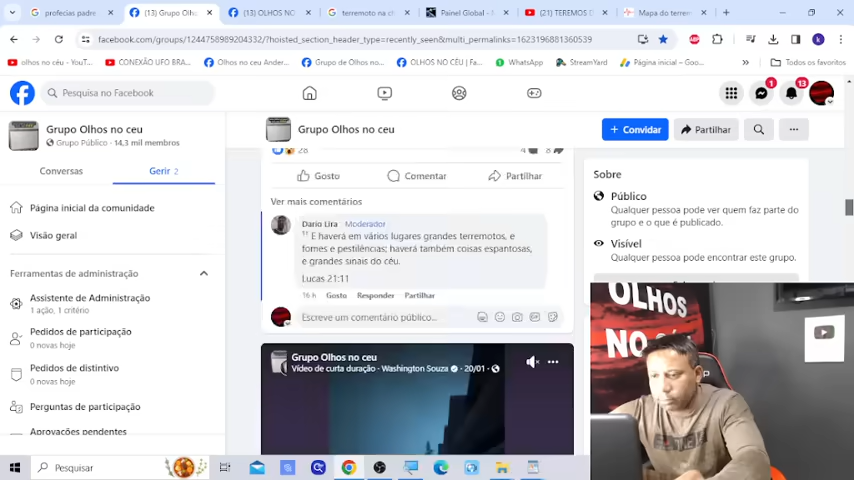 profecias padre
(13) Grupo Olho
(13) OLHOS NO
terremoto na ch
Painel Global -
(21) TEREMOS D
Mapa do terrem
facebook.com/groups/1244758989204332/?hoisted_section_header_type=recently_seen&multi_permalinks=1623196881360539
olhos no céu - YouT...
CONEXÃO UFO BRA...
Olhos no ceu Ander...
Grupo de Olhos no...
OLHOS NO CÉU | Fa...
WhatsApp
StreamYard
Página inicial – Goo...
Todos os favoritos
Pesquisa no Facebook
1
13
Grupo Olhos no ceu
Grupo Público · 14,3 mil membros
Conversas
Gerir 2
Página inicial da comunidade
Visão geral
Ferramentas de administração
Assistente de Administração
1 ação, 1 critério
Pedidos de participação
0 novas hoje
Pedidos de distintivo
0 novas hoje
Perguntas de participação
Aprovações pendentes
Grupo Olhos no ceu
+ Convidar
Partilhar
28
4
8
Gosto
Comentar
Partilhar
Ver mais comentários
Dario Lira Moderador
¹¹ E haverá em vários lugares grandes terremotos, e
fomes e pestilências; haverá também coisas espantosas,
e grandes sinais do céu.
Lucas 21:11
16 h Gosto Responder Partilhar
Escreve um comentário público...
Grupo Olhos no ceu
Vídeo de curta duração · Washington Souza · 20/01 ·
Sobre
Público
Qualquer pessoa pode ver quem faz parte do
grupo e o que é publicado.
Visível
Qualquer pessoa pode encontrar este grupo.
OLHOS
NO CÉU
Pesquisar